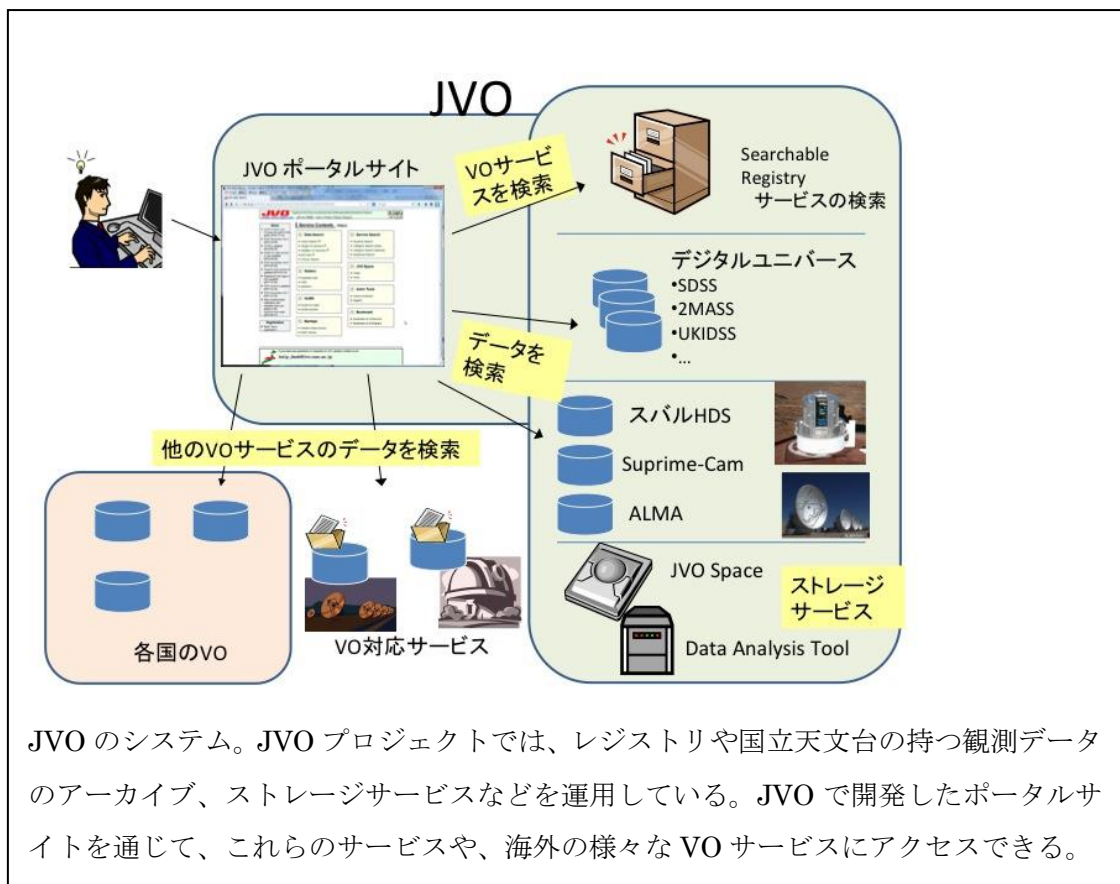 JVO
JVO ポータルサイト
VOサービ
スを検索
Searchable
Registry
サービスの検索
JVO
デジタルユニバース
•SDSS
•2MASS
•UKIDSS
•...
データを
検索
スバルHDS
Suprime-Cam
ALMA
他のVOサービスのデータを検索
JVO Space
ストレージ
サービス
Data Analysis Tool
各国のVO
VO対応サービス
JVO のシステム。JVO プロジェクトでは、レジストリや国立天文台の持つ観測データ
のアーカイブ、ストレージサービスなどを運用している。JVO で開発したポータルサ
イトを通じて、これらのサービスや、海外の様々な VO サービスにアクセスできる。